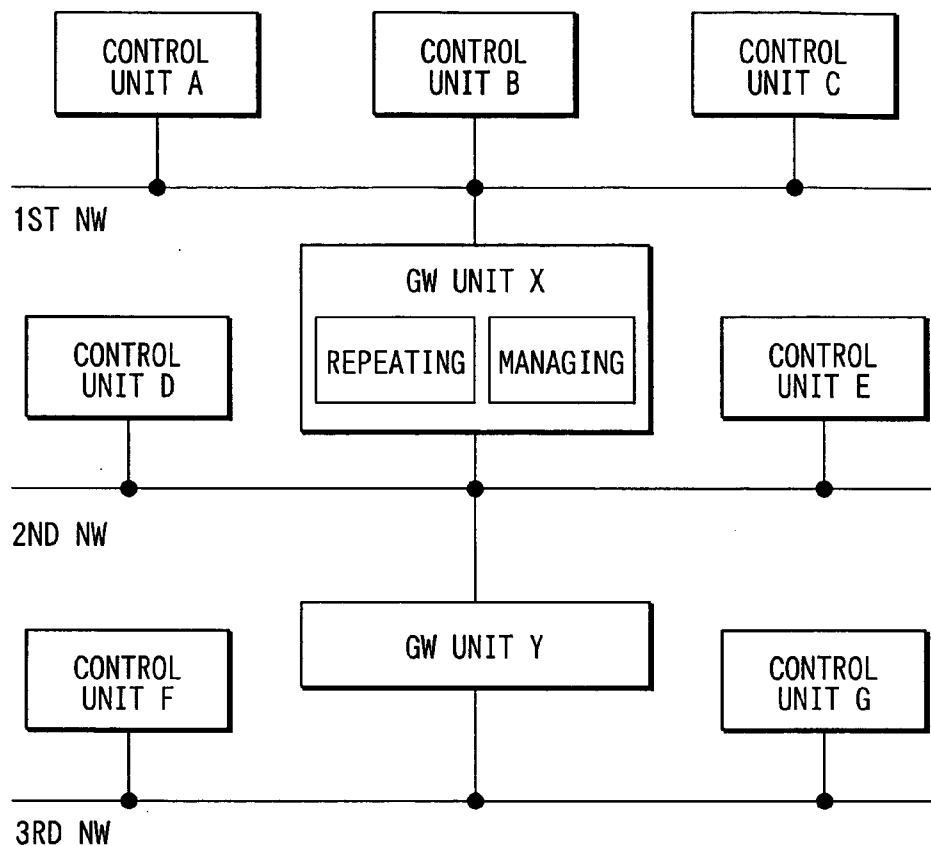 CONTROL
UNIT A
CONTROL
UNIT B
CONTROL
UNIT C
1ST NW
GW UNIT X
REPEATING
MANAGING
CONTROL
UNIT D
CONTROL
UNIT E
2ND NW
GW UNIT Y
CONTROL
UNIT F
CONTROL
UNIT G
3RD NW